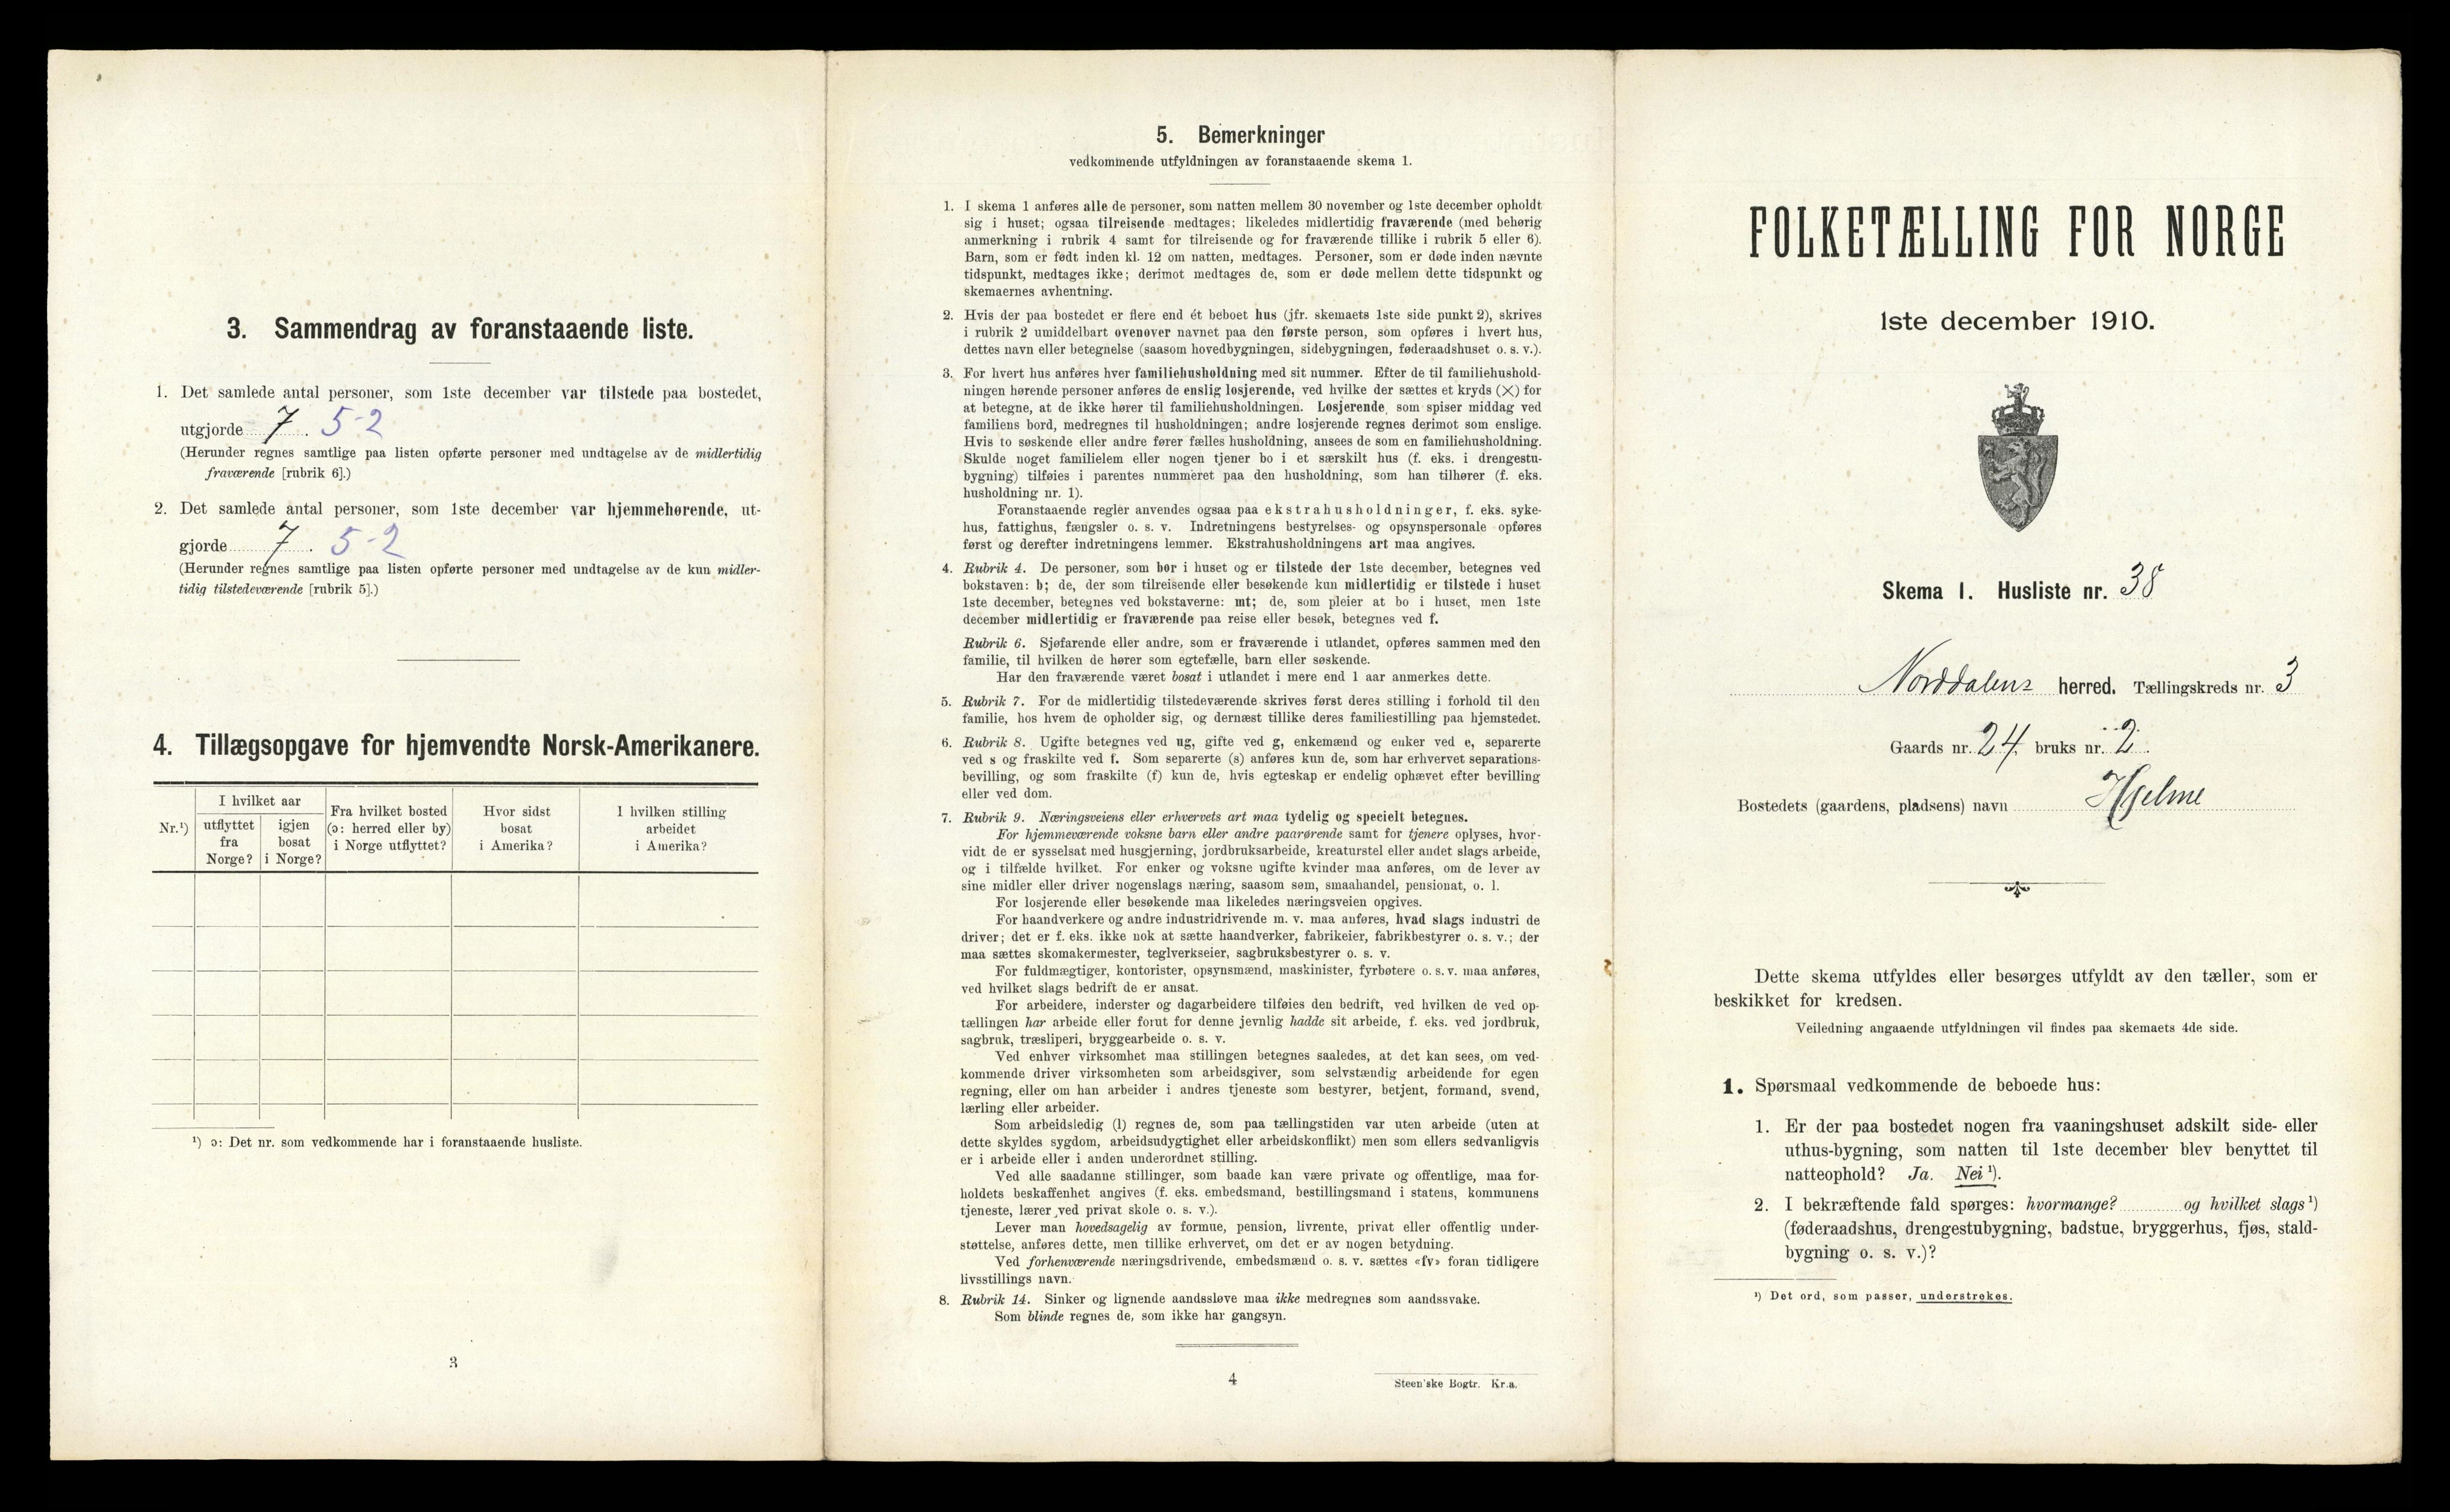 3. Sammendrag av foranstaaende liste.
1. Det samlede antal personer, som 1ste december var tilstede paa bostedet,
utgjorde 7 . 5-2
(Herunder regnes samtlige paa listen opførte personer med undtagelse av de midlertidig
fraværende [rubrik 6].)
2. Det samlede antal personer, som 1ste december var hjemmehørende, ut-
gjorde 7 . 5-2
(Herunder regnes samtlige paa listen opførte personer med undtagelse av de kun midler-
tidig tilstedeværende [rubrik 5].)
4. Tillægsopgave for hjemvendte Norsk-Amerikanere.
Nr.¹)
I hvilket aar
utflyttet
fra
Norge?
igjen
bosat
i Norge?
Fra hvilket bosted
(ɔ: herred eller by)
i Norge utflyttet?
Hvor sidst
bosat
i Amerika?
I hvilken stilling
arbeidet
i Amerika?
¹) ɔ: Det nr. som vedkommende har i foranstaaende husliste.
3
5. Bemerkninger
vedkommende utfyldningen av foranstaaende skema 1.
1. I skema 1 anføres alle de personer, som natten mellem 30 november og 1ste december opholdt
sig i huset; ogsaa tilreisende medtages; likeledes midlertidig fraværende (med behørig
anmerkning i rubrik 4 samt for tilreisende og for fraværende tillike i rubrik 5 eller 6).
Barn, som er født inden kl. 12 om natten, medtages. Personer, som er døde inden nævnte
tidspunkt, medtages ikke; derimot medtages de, som er døde mellem dette tidspunkt og
skemaernes avhentning.
2. Hvis der paa bostedet er flere end ét beboet hus (jfr. skemaets 1ste side punkt 2), skrives
i rubrik 2 umiddelbart ovenover navnet paa den første person, som opføres i hvert hus,
dettes navn eller betegnelse (saasom hovedbygningen, sidebygningen, føderaadshuset o. s. v.).
3. For hvert hus anføres hver familiehusholdning med sit nummer. Efter de til familiehushold-
ningen hørende personer anføres de enslig losjerende, ved hvilke der sættes et kryds (×) for
at betegne, at de ikke hører til familiehusholdningen. Losjerende som spiser middag ved
familiens bord, medregnes til husholdningen; andre losjerende regnes derimot som enslige.
Hvis to søskende eller andre fører fælles husholdning, ansees de som en familiehusholdning.
Skulde noget familielem eller nogen tjener bo i et særskilt hus (f. eks. i drengestu-
bygning) tilføies i parentes nummeret paa den husholdning, som han tilhører (f. eks.
husholdning nr. 1).
Foranstaaende regler anvendes ogsaa paa ekstrahusholdninger, f. eks. syke-
hus, fattighus, fængsler o. s. v. Indretningens bestyrelses- og opsynspersonale opføres
først og derefter indretningens lemmer. Ekstrahusholdningens art maa angives.
4. Rubrik 4. De personer, som bor i huset og er tilstede der 1ste december, betegnes ved
bokstaven: b; de, der som tilreisende eller besøkende kun midlertidig er tilstede i huset
1ste december, betegnes ved bokstaverne: mt; de, som pleier at bo i huset, men 1ste
december midlertidig er fraværende paa reise eller besøk, betegnes ved f.
Rubrik 6. Sjøfarende eller andre, som er fraværende i utlandet, opføres sammen med den
familie, til hvilken de hører som egtefælle, barn eller søskende.
Har den fraværende været bosat i utlandet i mere end 1 aar anmerkes dette.
5. Rubrik 7. For de midlertidig tilstedeværende skrives først deres stilling i forhold til den
familie, hos hvem de opholder sig, og dernæst tillike deres familiestilling paa hjemstedet.
6. Rubrik 8. Ugifte betegnes ved ug, gifte ved g, enkemænd og enker ved e, separerte
ved s og fraskilte ved f. Som separerte (s) anføres kun de, som har erhvervet separations-
bevilling, og som fraskilte (f) kun de, hvis egteskap er endelig ophævet efter bevilling
eller ved dom.
7. Rubrik 9. Næringsveiens eller erhvervets art maa tydelig og specielt betegnes.
For hjemmeværende voksne barn eller andre paarørende samt for tjenere oplyses, hvor-
vidt de er sysselsat med husgjerning, jordbruksarbeide, kreaturstel eller andet slags arbeide,
og i tilfælde hvilket. For enker og voksne ugifte kvinder maa anføres, om de lever av
sine midler eller driver nogenslags næring, saasom søm, smaahandel, pensionat, o. l.
For losjerende eller besøkende maa likeledes næringsveien opgives.
For haandverkere og andre industridrivende m. v. maa anføres, hvad slags industri de
driver; det er f. eks. ikke nok at sætte haandverker, fabrikeier, fabrikbestyrer o. s. v.; der
maa sættes skomakermester, teglverkseier, sagbruksbestyrer o. s. v.
For fuldmægtiger, kontorister, opsynsmænd, maskinister, fyrbøtere o. s. v. maa anføres,
ved hvilket slags bedrift de er ansat.
For arbeidere, inderster og dagarbeidere tilføies den bedrift, ved hvilken de ved op-
tællingen har arbeide eller forut for denne jevnlig hadde sit arbeide, f. eks. ved jordbruk,
sagbruk, træsliperi, bryggearbeide o. s. v.
Ved enhver virksomhet maa stillingen betegnes saaledes, at det kan sees, om ved-
kommende driver virksomheten som arbeidsgiver, som selvstændig arbeidende for egen
regning, eller om han arbeider i andres tjeneste som bestyrer, betjent, formand, svend,
lærling eller arbeider.
Som arbeidsledig (l) regnes de, som paa tællingstiden var uten arbeide (uten at
dette skyldes sygdom, arbeidsudygtighet eller arbeidskonflikt) men som ellers sedvanligvis
er i arbeide eller i anden underordnet stilling.
Ved alle saadanne stillinger, som baade kan være private og offentlige, maa for-
holdets beskaffenhet angives (f. eks. embedsmand, bestillingsmand i statens, kommunens
tjeneste, lærer ved privat skole o. s. v.).
Lever man hovedsagelig av formue, pension, livrente, privat eller offentlig under-
støttelse, anføres dette, men tillike erhvervet, om det er av nogen betydning.
Ved forhenværende næringsdrivende, embedsmænd o. s. v. sættes «fv» foran tidligere
livsstillings navn.
8. Rubrik 14. Sinker og lignende aandssløve maa ikke medregnes som aandssvake.
Som blinde regnes de, som ikke har gangsyn.
4
Steen'ske Bogtr. Kr.a.
FOLKETÆLLING FOR NORGE
1ste december 1910.
Skema 1. Husliste nr. 38
Norddalens herred. Tællingskreds nr. 3
Gaards nr. 24 bruks nr. 2.
Bostedets (gaardens, pladsens) navn Hjelme
Dette skema utfyldes eller besørges utfyldt av den tæller, som er
beskikket for kredsen.
Veiledning angaaende utfyldningen vil findes paa skemaets 4de side.
1. Spørsmaal vedkommende de beboede hus:
1. Er der paa bostedet nogen fra vaaningshuset adskilt side- eller
uthus-bygning, som natten til 1ste december blev benyttet til
natteophold? Ja. Nei ¹).
2. I bekræftende fald spørges: hvormange? og hvilket slags ¹)
(føderaadshus, drengestubygning, badstue, bryggerhus, fjøs, stald-
bygning o. s. v.)?
¹) Det ord, som passer, understrekes.